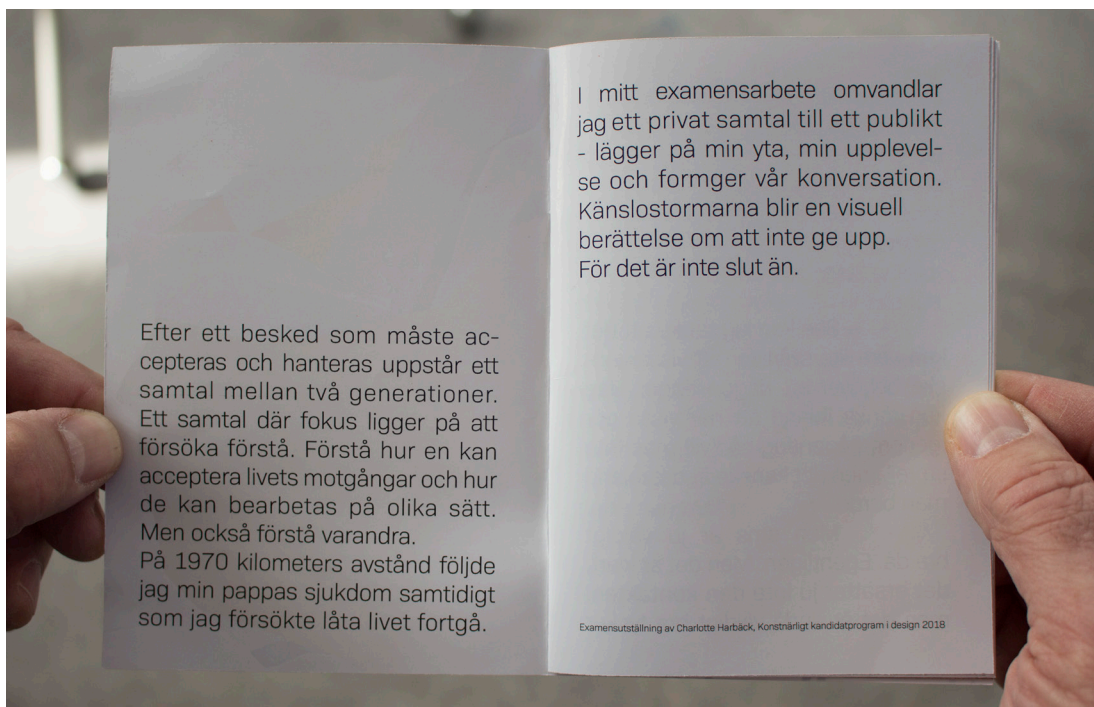 Efter ett besked som måste ac-
cepteras och hanteras uppstår ett
samtal mellan två generationer.
Ett samtal där fokus ligger på att
försöka förstå. Förstå hur en kan
acceptera livets motgångar och hur
de kan bearbetas på olika sätt.
Men också förstå varandra.
På 1970 kilometers avstånd följde
jag min pappas sjukdom samtidigt
som jag försökte låta livet fortgå.
I mitt examensarbete omvandlar
jag ett privat samtal till ett publikt
- lägger på min yta, min upplevel-
se och formger vår konversation.
Känslostormarna blir en visuell
berättelse om att inte ge upp.
För det är inte slut än.
Examensutställning av Charlotte Harbäck, Konstnärligt kandidatprogram i design 2018